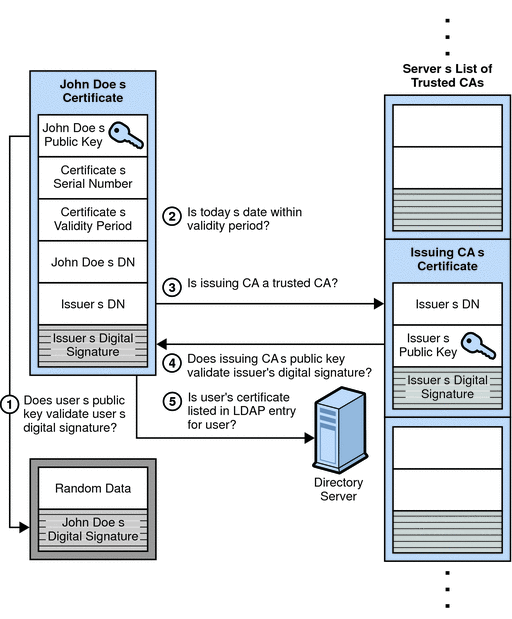 Server s List of
Trusted CAs
John Doe s
Certificate
John Doe s
Public Key
Certificate s
Serial Number
Certificate s
Validity Period
John Doe s DN
Issuer s DN
Issuer s Digital
Signature
2 Is today s date within
validity period?
3 Is issuing CA a trusted CA?
Issuing CA s
Certificate
Issuer s DN
Issuer s
Public Key
Issuer s Digital
Signature
4 Does issuing CA s public key
validate issuer's digital signature?
5 Is user's certificate
listed in LDAP entry
for user?
Directory
Server
1 Does user s public
key validate user s
digital signature?
Random Data
John Doe s
Digital Signature